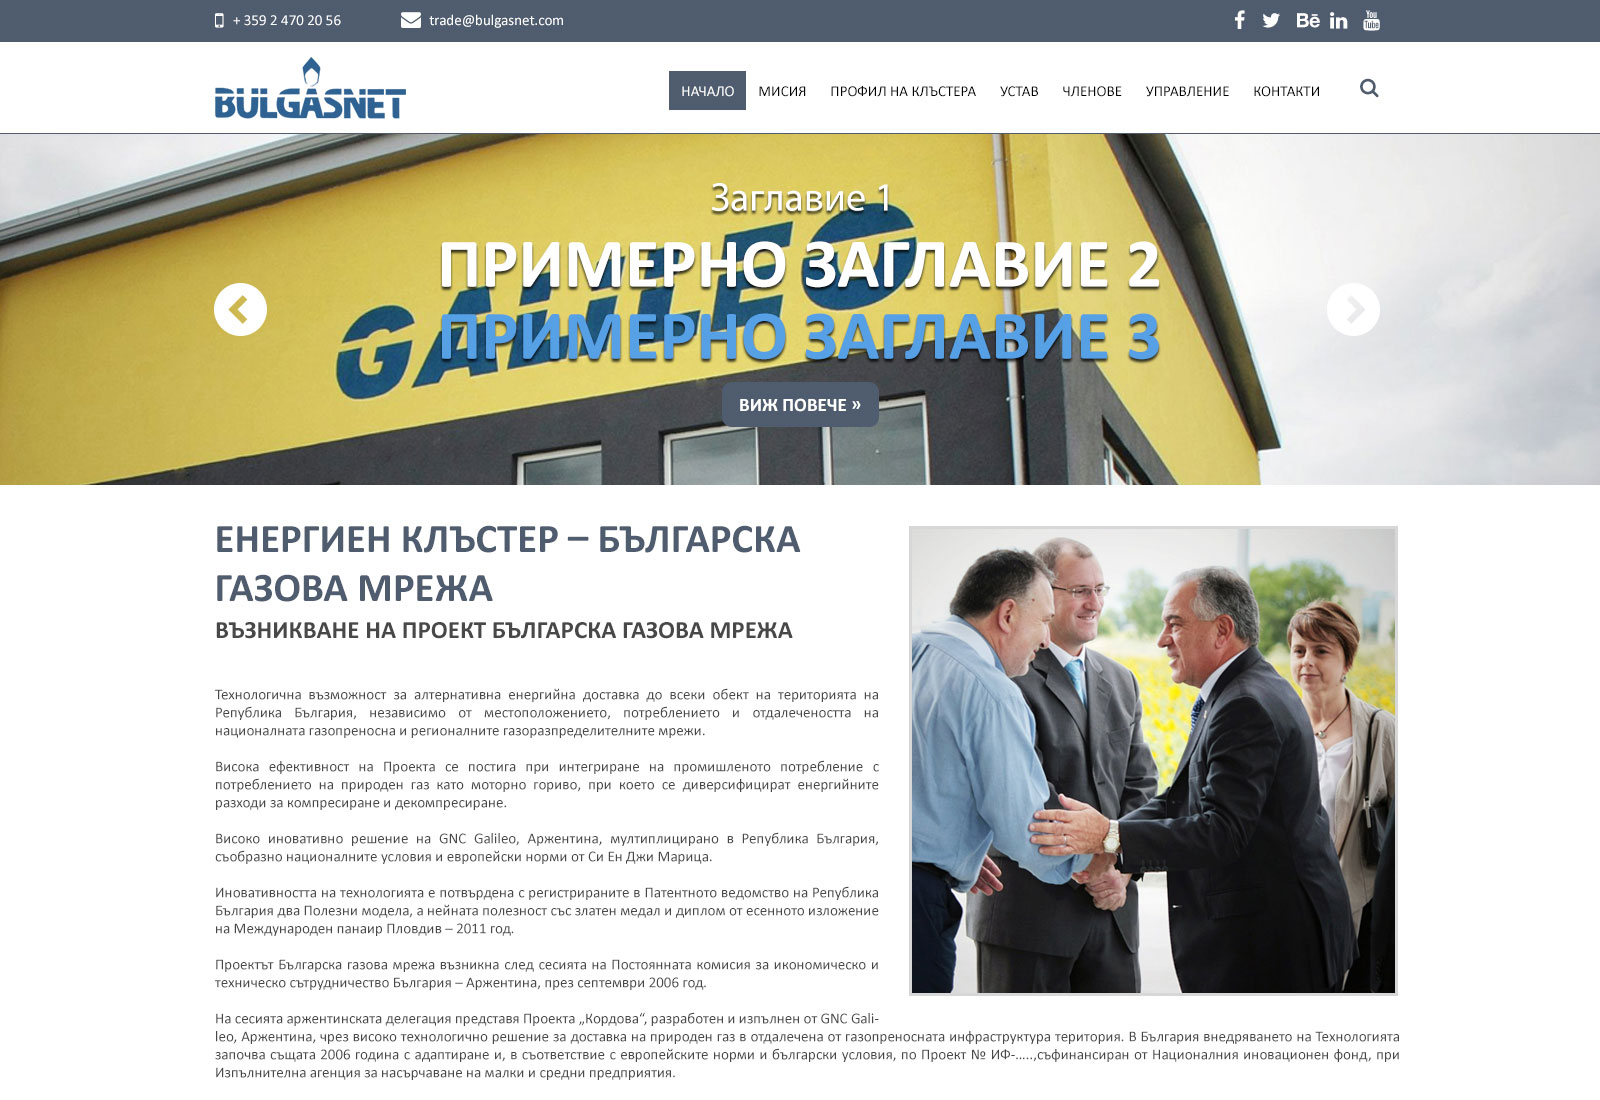 + 359 2 470 20 56
trade@bulgasnet.com
Bē
You
Tube
BULGASNET
НАЧАЛО
МИСИЯ
ПРОФИЛ НА КЛЪСТЕРА
УСТАВ
ЧЛЕНОВЕ
УПРАВЛЕНИЕ
КОНТАКТИ
GALILEO
Заглавие 1
ПРИМЕРНО ЗАГЛАВИЕ 2
ПРИМЕРНО ЗАГЛАВИЕ 3
ВИЖ ПОВЕЧЕ »
ЕНЕРГИЕН КЛЪСТЕР – БЪЛГАРСКА
ГАЗОВА МРЕЖА
ВЪЗНИКВАНЕ НА ПРОЕКТ БЪЛГАРСКА ГАЗОВА МРЕЖА
Технологична възможност за алтернативна енергийна доставка до всеки обект на територията на
Република България, независимо от местоположението, потреблението и отдалечеността на
националната газопреносна и регионалните газоразпределителните мрежи.
Висока ефективност на Проекта се постига при интегриране на промишленото потребление с
потреблението на природен газ като моторно гориво, при което се диверсифицират енергийните
разходи за компресиране и декомпресиране.
Високо иновативно решение на GNC Galileo, Аржентина, мултиплицирано в Република България,
съобразно националните условия и европейски норми от Си Ен Джи Марица.
Иновативността на технологията е потвърдена с регистрираните в Патентното ведомство на Република
България два Полезни модела, а нейната полезност със златен медал и диплом от есенното изложение
на Международен панаир Пловдив – 2011 год.
Проектът Българска газова мрежа възникна след сесията на Постоянната комисия за икономическо и
техническо сътрудничество България – Аржентина, през септември 2006 год.
На сесията аржентинската делегация представя Проекта „Кордова“, разработен и изпълнен от GNC Gali-
leo, Аржентина, чрез високо технологично решение за доставка на природен газ в отдалечена от газопреносната инфраструктура територия. В България внедряването на Технологията
започва същата 2006 година с адаптиране и, в съответствие с европейските норми и български условия, по Проект № ИФ-.....,съфинансиран от Националния иновационен фонд, при
Изпълнителна агенция за насърчаване на малки и средни предприятия.